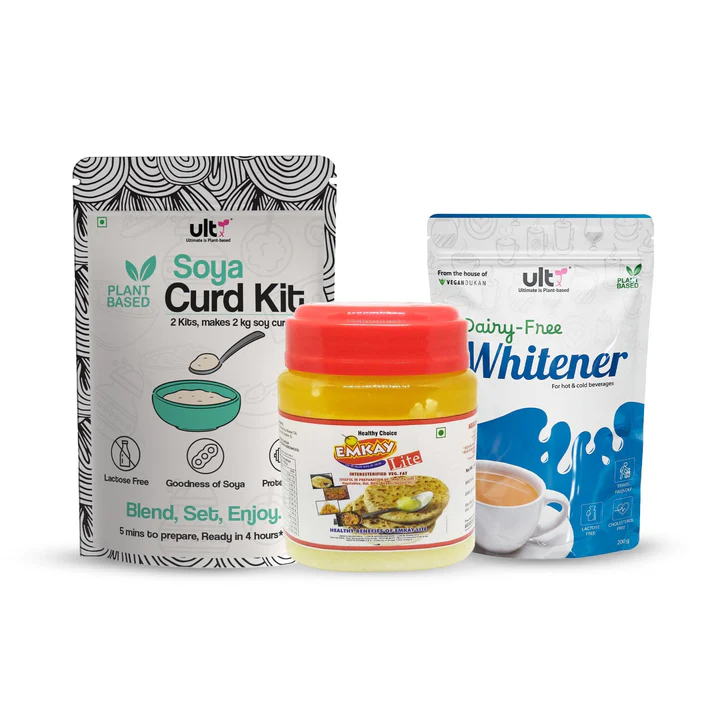 ult
Ultimate is Plant-based
PLANT
BASED
Soya
Curd Kit
2 Kits, makes 2 kg soy cur
Lactose Free
Goodness of Soya
Prote
Blend, Set, Enjoy.
5 mins to prepare, Ready in 4 hours*
Healthy Choice
EMKAY
Lite
INTERESTERIFIED VEG. FAT
HEALTHY BENEFITS OF EMKAY LITE
From the house of
VEGANDUKAN
ult
Ultimate is Plant-based
PLANT
BASED
Dairy-Free
Whitener
For hot & cold beverages
LACTOSE
FREE
CHOLESTEROL
FREE
200 g